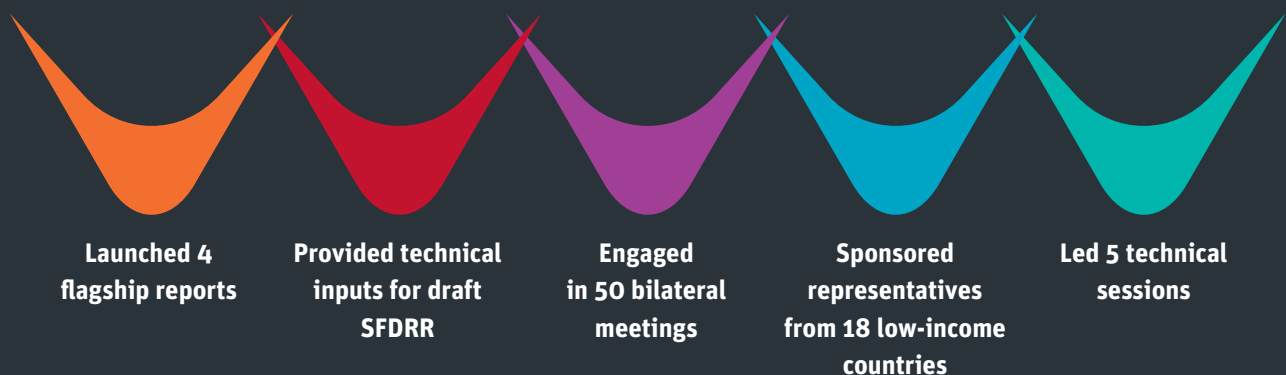 Launched 4
flagship reports
Provided technical
inputs for draft
SFDRR
Engaged
in 50 bilateral
meetings
Sponsored
representatives
from 18 low-income
countries
Led 5 technical
sessions